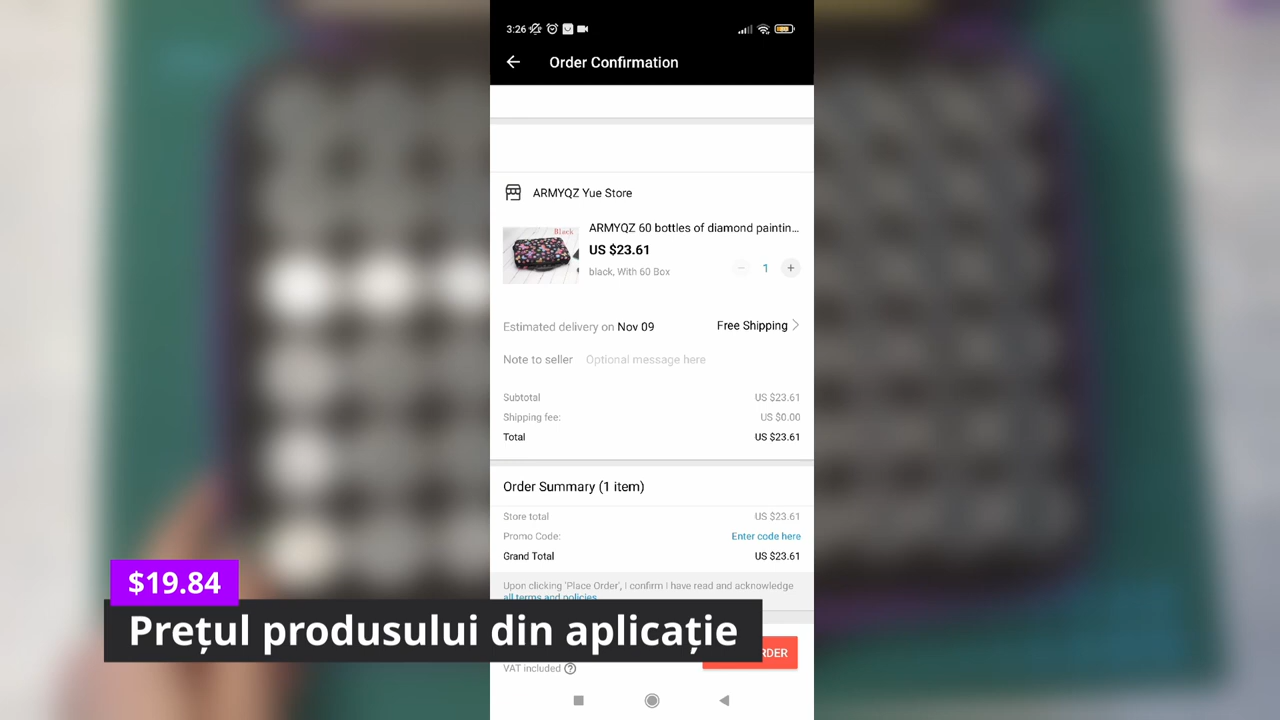 3:26
Order Confirmation
ARMYQZ Yue Store
Black
ARMYQZ 60 bottles of diamond paintin...
US $23.61
black, With 60 Box
1
Estimated delivery on Nov 09
Free Shipping
Note to seller Optional message here
Subtotal US $23.61
Shipping fee: US $0.00
Total US $23.61
Order Summary (1 item)
Store total US $23.61
Promo Code: Enter code here
Grand Total US $23.61
Upon clicking 'Place Order', I confirm I have read and acknowledge
all terms and policies
$19.84
Prețul produsului din aplicație
VAT included